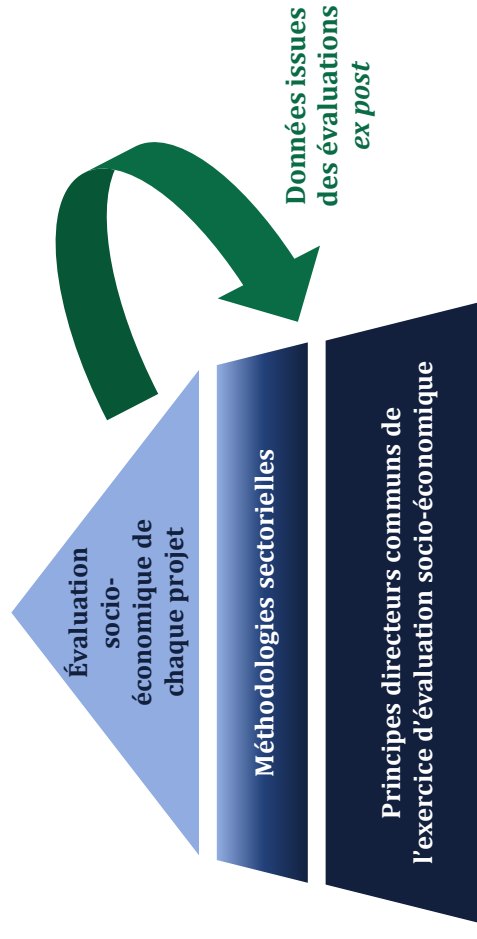 Évaluation
socio-
économique de
chaque projet
Méthodologies sectorielles
Principes directeurs communs de
l’exercice d’évaluation socio-économique
Données issues
des évaluations
ex post